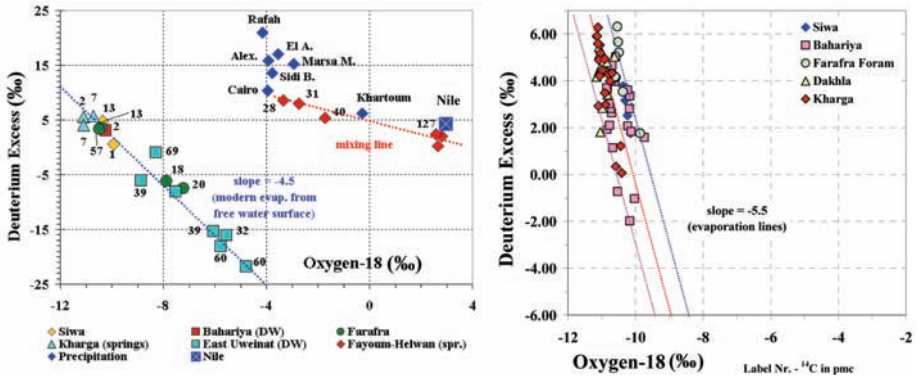 Deuterium Excess (‰)
25
15
5
-5
-15
-25
-12
-8
-4
0
4
Rafah
El A.
Alex.
Marsa M.
Sidi B.
Cairo
28
31
40
Khartoum
Nile
127
mixing line
2
7
13
13
2
7
57
1
69
39
18
20
slope = -4.5
(modern evap. from
free water surface)
39
32
60
60
Oxygen-18 (‰)
Siwa
Bahariya (DW)
Farafra
Kharga (springs)
East Uweinat (DW)
Fayoum-Helwan (spr.)
Precipitation
Nile
Deuterium Excess (‰)
6.00
4.00
2.00
0.00
-2.00
-4.00
-6.00
-12
-10
-8
-6
-4
-2
Siwa
Bahariya
Farafra Foram
Dakhla
Kharga
slope = -5.5
(evaporation lines)
Oxygen-18 (‰)
Label Nr. - ¹⁴C in pmc